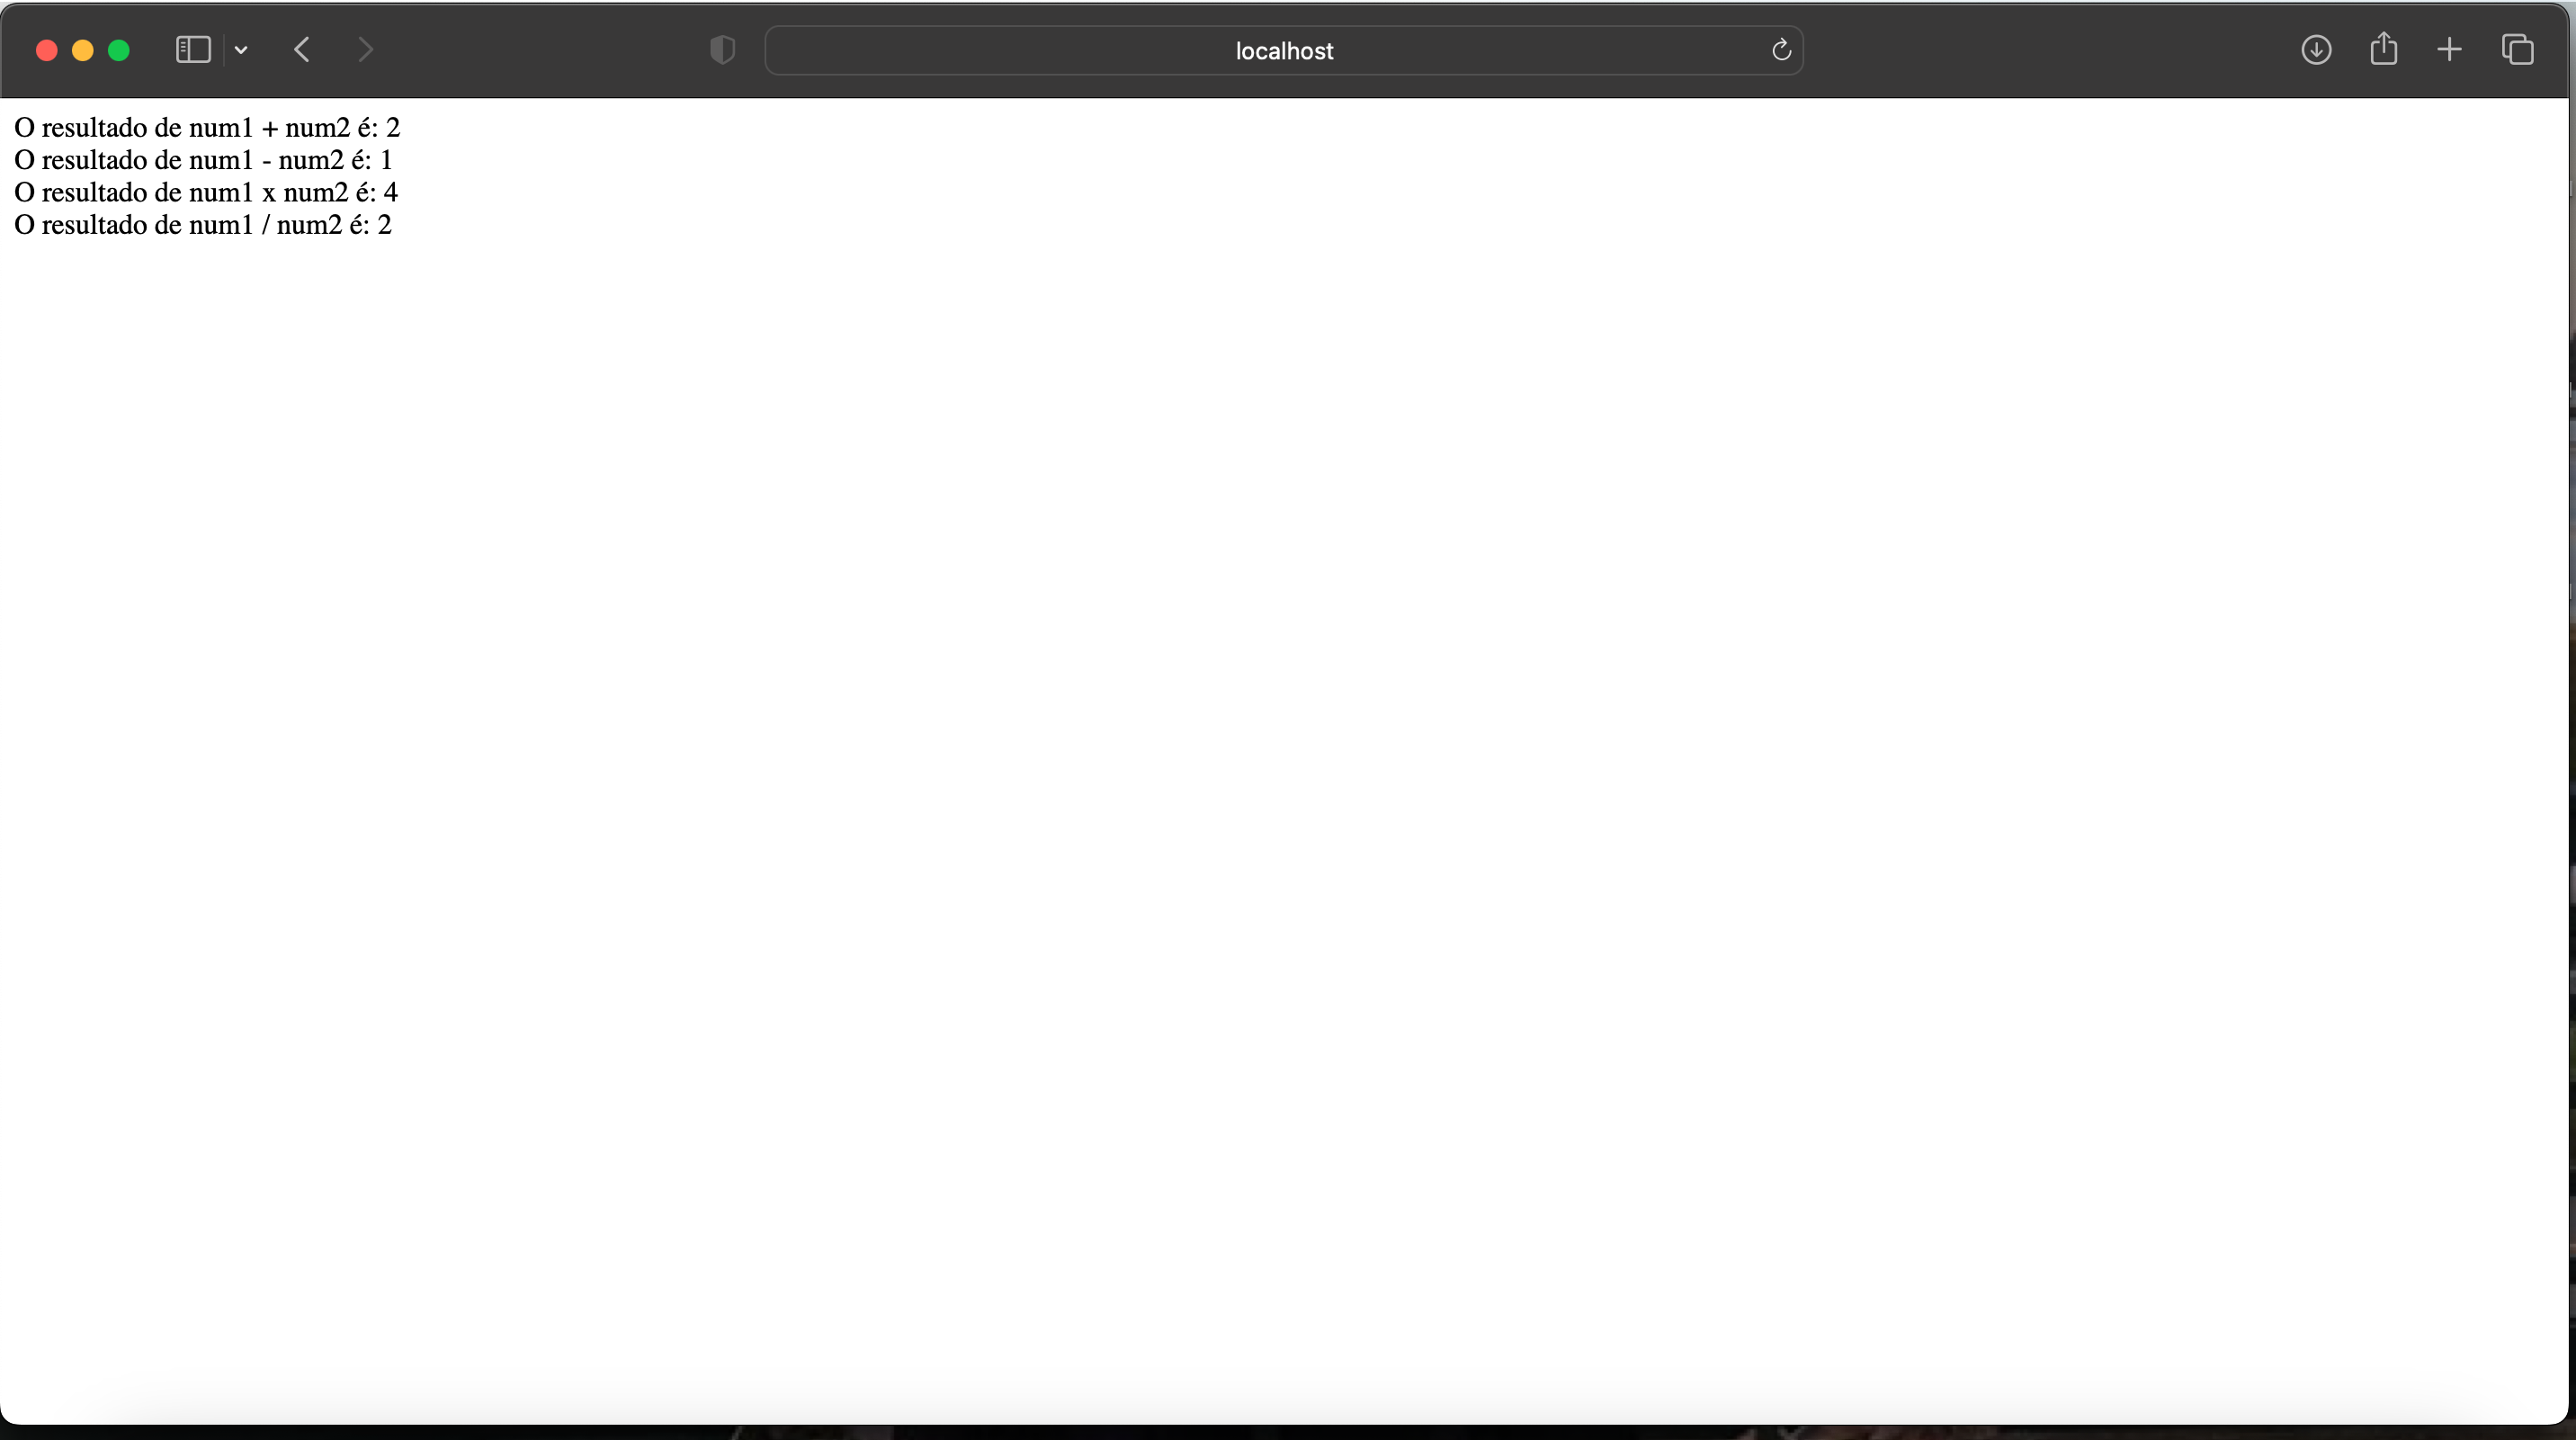 localhost
O resultado de num1 + num2 é: 2
O resultado de num1 - num2 é: 1
O resultado de num1 x num2 é: 4
O resultado de num1 / num2 é: 2